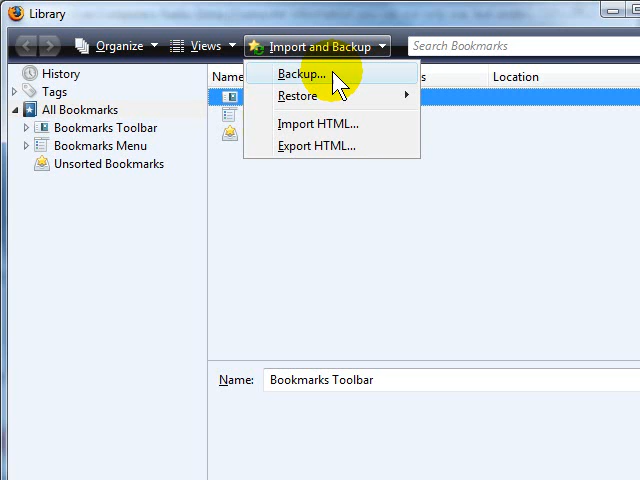 Library
Organize
Views
Import and Backup
Search Bookmarks
History
Tags
All Bookmarks
Bookmarks Toolbar
Bookmarks Menu
Unsorted Bookmarks
Name
s
Location
Backup...
Restore
Import HTML...
Export HTML...
Name:
Bookmarks Toolbar